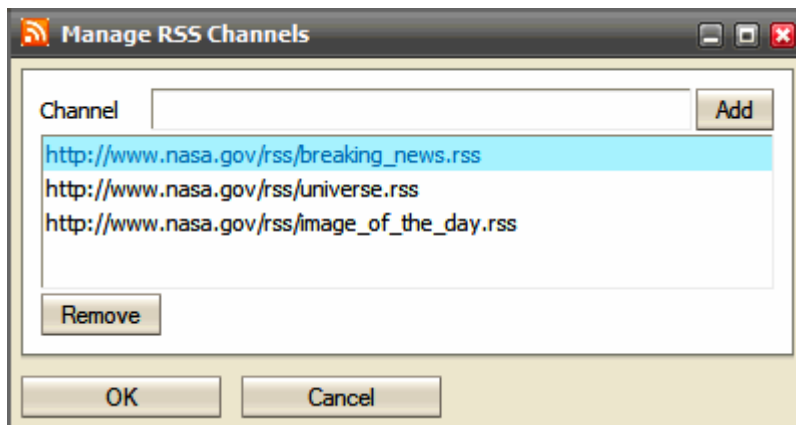 Manage RSS Channels
Channel Add
http://www.nasa.gov/rss/breaking_news.rss
http://www.nasa.gov/rss/universe.rss
http://www.nasa.gov/rss/image_of_the_day.rss
Remove
OK Cancel